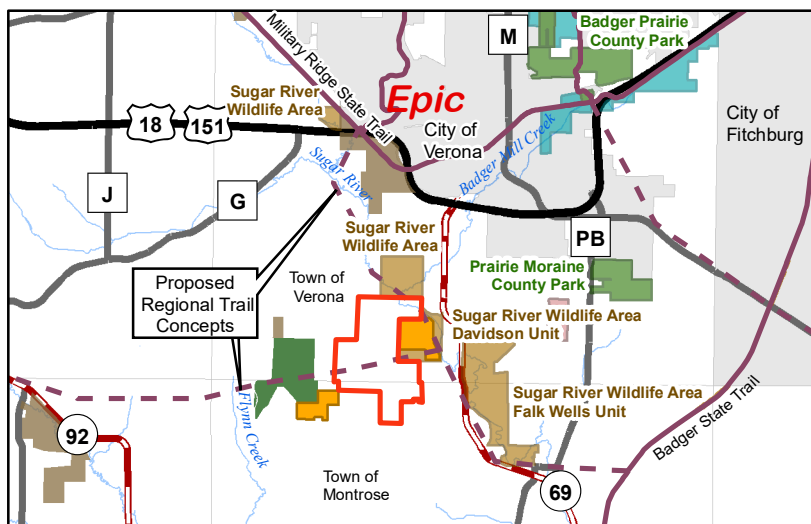 Badger Prairie
County Park
M
Military Ridge State Trail
Sugar River
Wildlife Area
Epic
City of
Verona
City of
Fitchburg
18
151
Badger Mill Creek
Sugar River
J
G
Sugar River
Wildlife Area
PB
Proposed
Regional Trail
Concepts
Town of
Verona
Prairie Moraine
County Park
Sugar River Wildlife Area
Davidson Unit
Sugar River Wildlife Area
Falk Wells Unit
Badger State Trail
Flynn Creek
92
Town of
Montrose
69